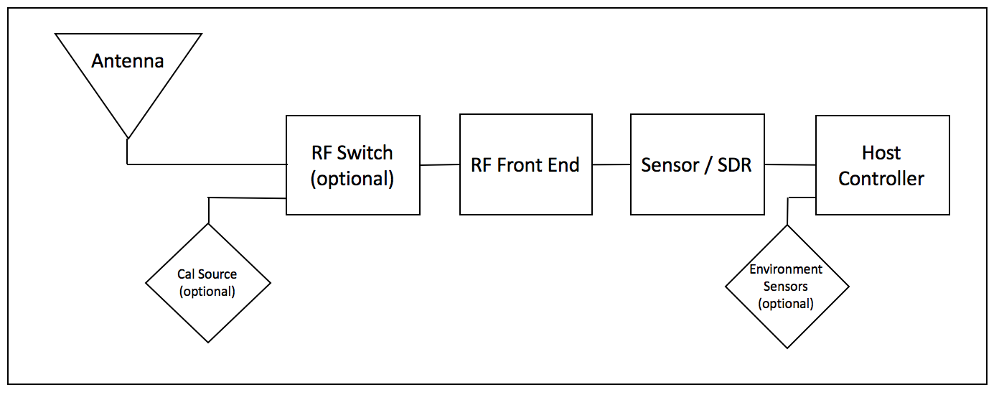 Antenna
RF Switch
(optional)
RF Front End
Sensor / SDR
Host
Controller
Cal Source
(optional)
Environment
Sensors
(optional)